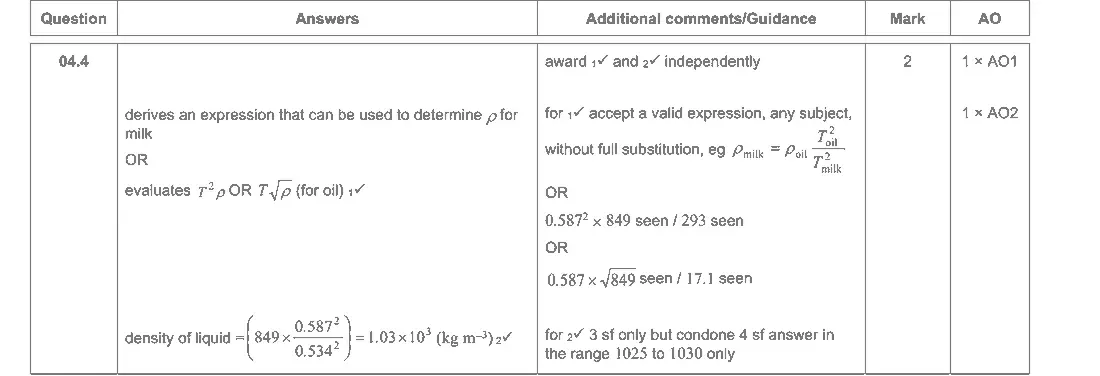 Question Answers Additional comments/Guidance Mark AO
04.4 award ₁✓ and ₂✓ independently 2 1 × AO1
derives an expression that can be used to determine ρ for for ₁✓ accept a valid expression, any subject, 1 × AO2
milk
without full substitution, eg ρ_milk = ρ_oil T²_oil / T²_milk
OR
evaluates T²ρ OR T√ρ (for oil) ₁✓ OR
0.587² × 849 seen / 293 seen
OR
0.587 × √849 seen / 17.1 seen
density of liquid = (849 × 0.587² / 0.534²) = 1.03 × 10³ (kg m⁻³) ₂✓ for ₂✓ 3 sf only but condone 4 sf answer in
the range 1025 to 1030 only